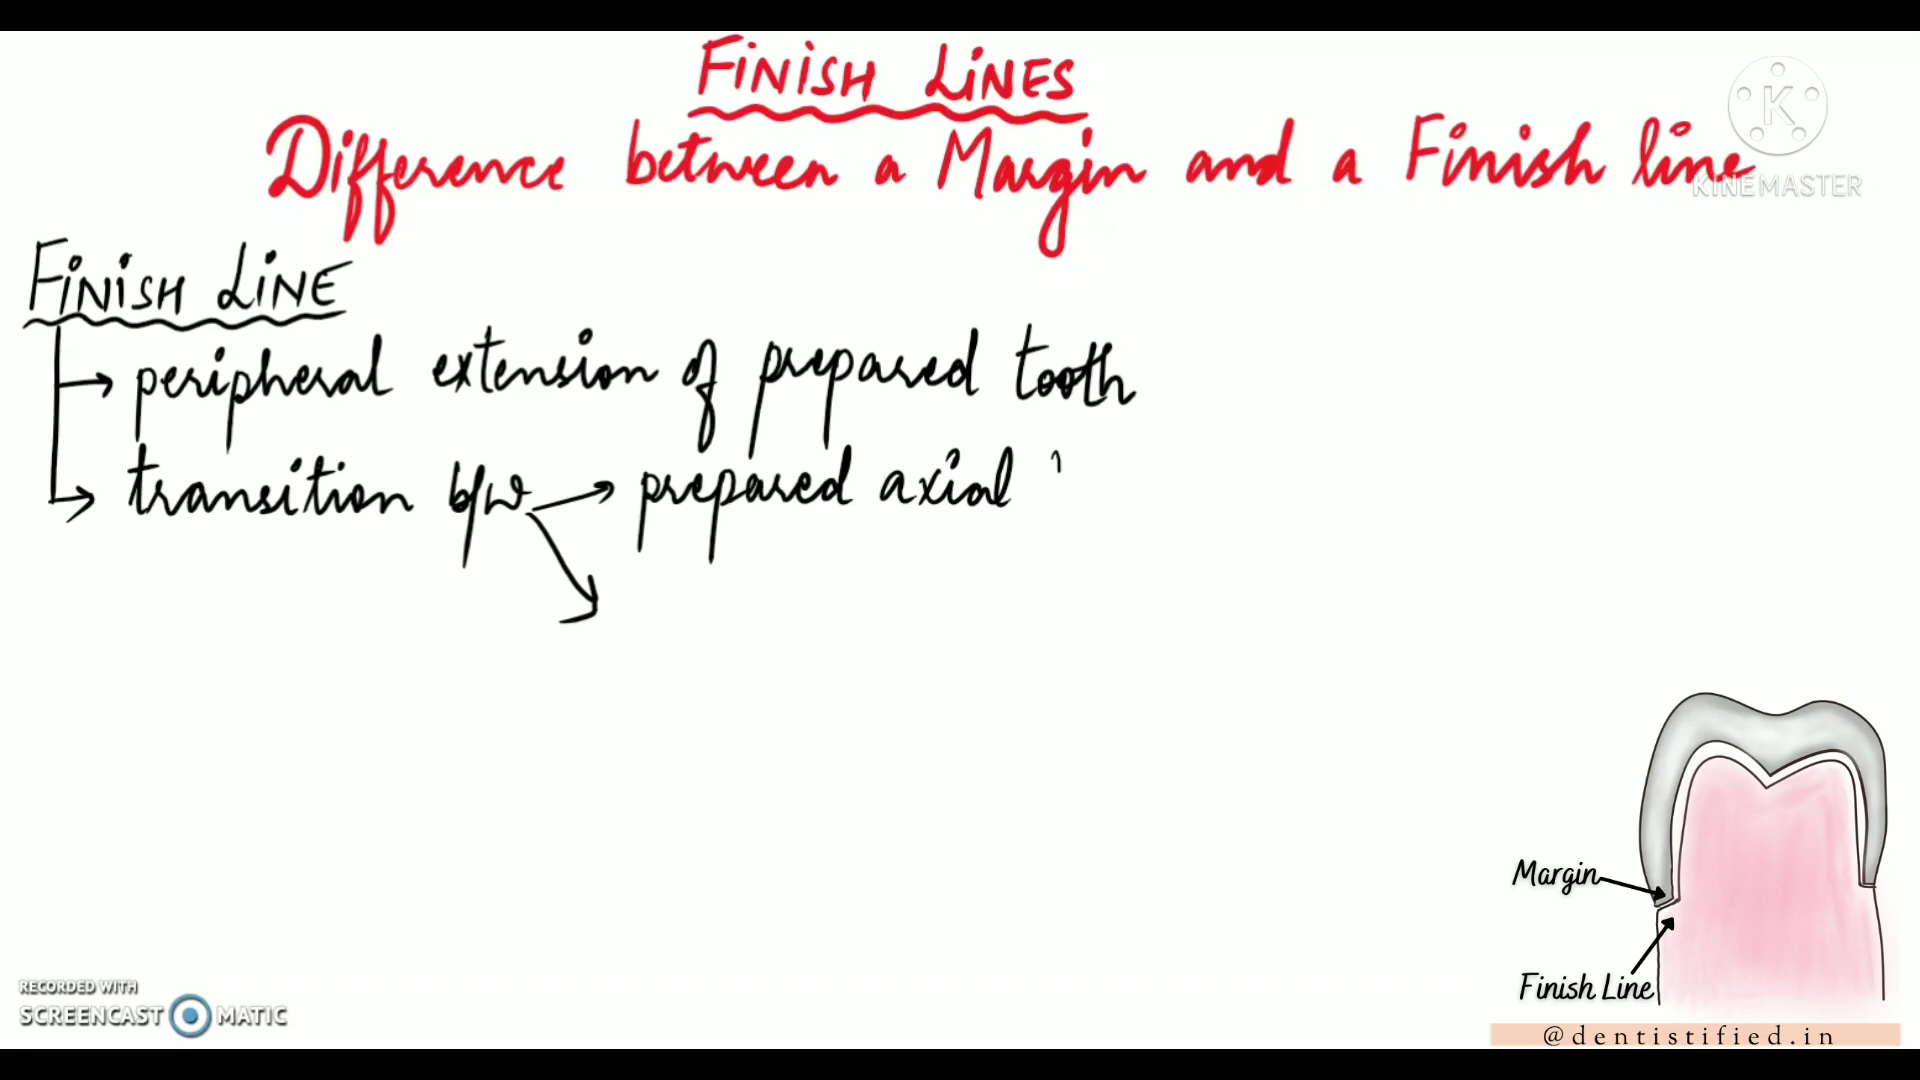 FINISH LINES
Difference between a Margin and a Finish line
K
KINEMASTER
FINISH LINE
→ peripheral extension of prepared tooth
→ transition b/w → prepared axial
Margin
Finish Line
RECORDED WITH
SCREENCAST MATIC
@dentistified.in